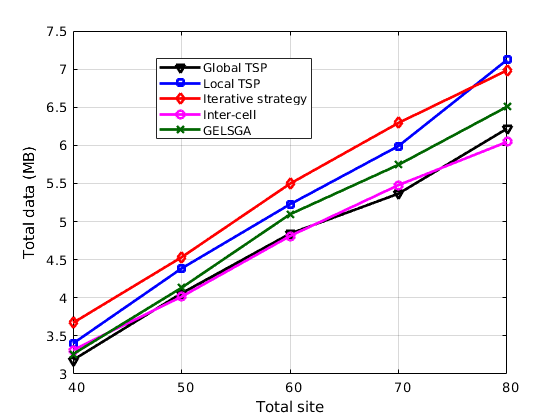 7.5
7
6.5
6
5.5
5
4.5
4
3.5
3
Total data (MB)
Global TSP
Local TSP
Iterative strategy
Inter-cell
GELSGA
40 50 60 70 80
Total site